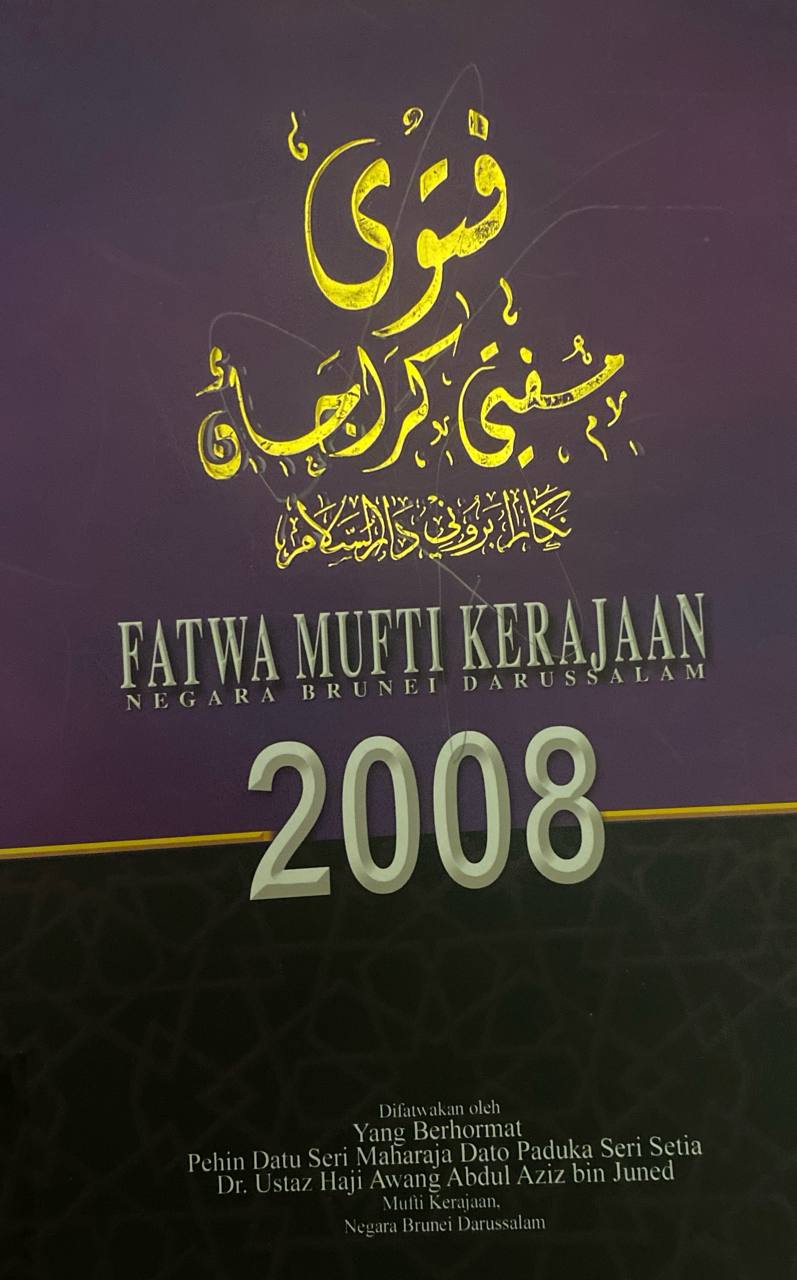 فتوى
مفتي كراجأن
نݢارا بروني دارالسلام
FATWA MUFTI KERAJAAN
NEGARA BRUNEI DARUSSALAM
2008
Difatwakan oleh
Yang Berhormat
Pehin Datu Seri Maharaja Dato Paduka Seri Setia
Dr. Ustaz Haji Awang Abdul Aziz bin Juned
Mufti Kerajaan,
Negara Brunei Darussalam